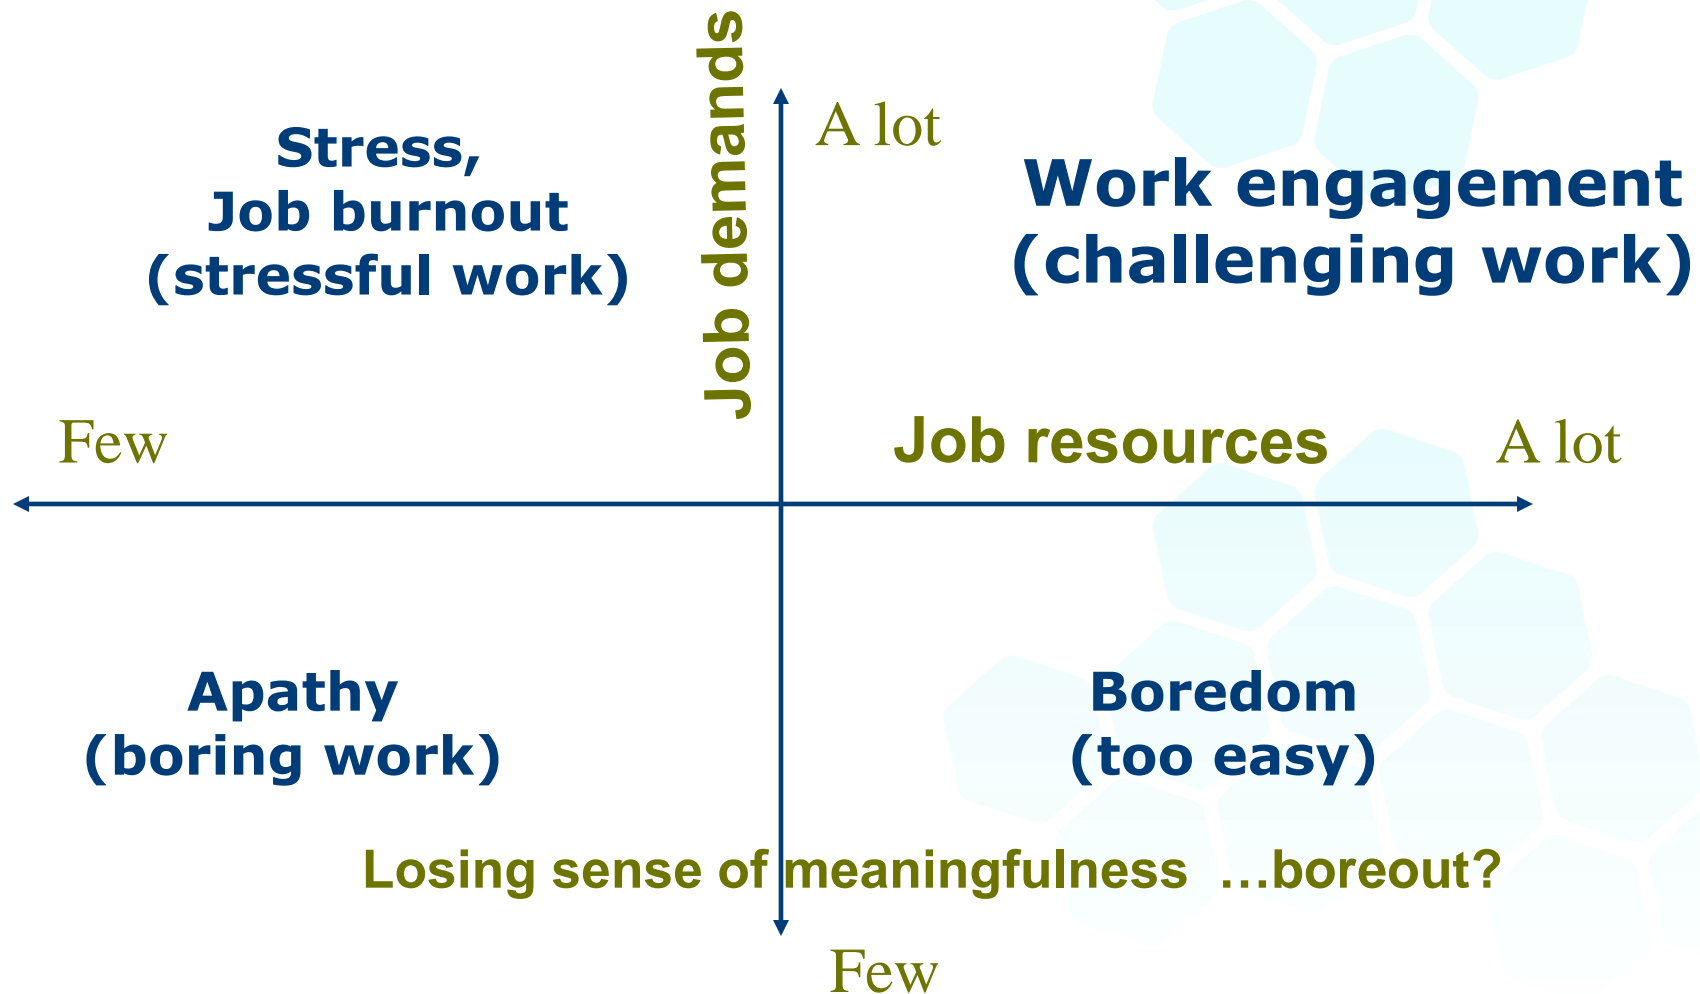 Job demands
A lot
Stress,
Job burnout
(stressful work)
Work engagement
(challenging work)
Few
Job resources
A lot
Apathy
(boring work)
Boredom
(too easy)
Losing sense of meaningfulness …boreout?
Few